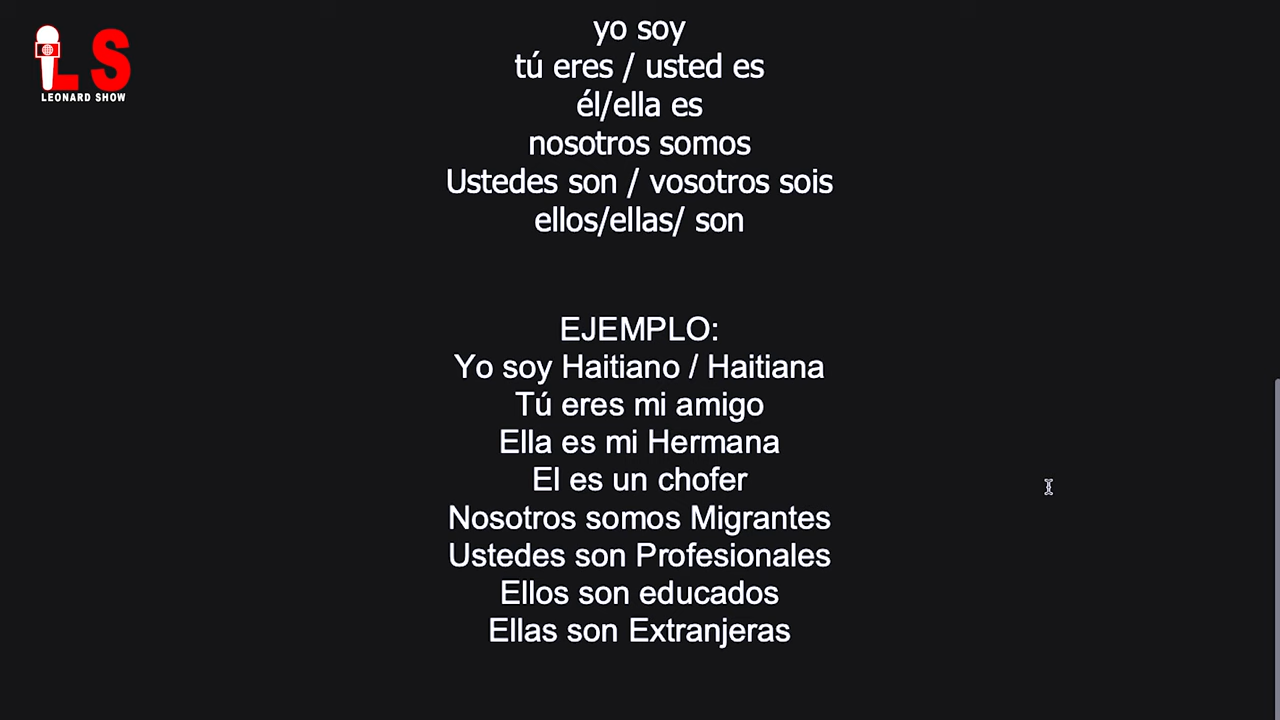 LS
LEONARD SHOW
yo soy
tú eres / usted es
él/ella es
nosotros somos
Ustedes son / vosotros sois
ellos/ellas/ son
EJEMPLO:
Yo soy Haitiano / Haitiana
Tú eres mi amigo
Ella es mi Hermana
El es un chofer
Nosotros somos Migrantes
Ustedes son Profesionales
Ellos son educados
Ellas son Extranjeras